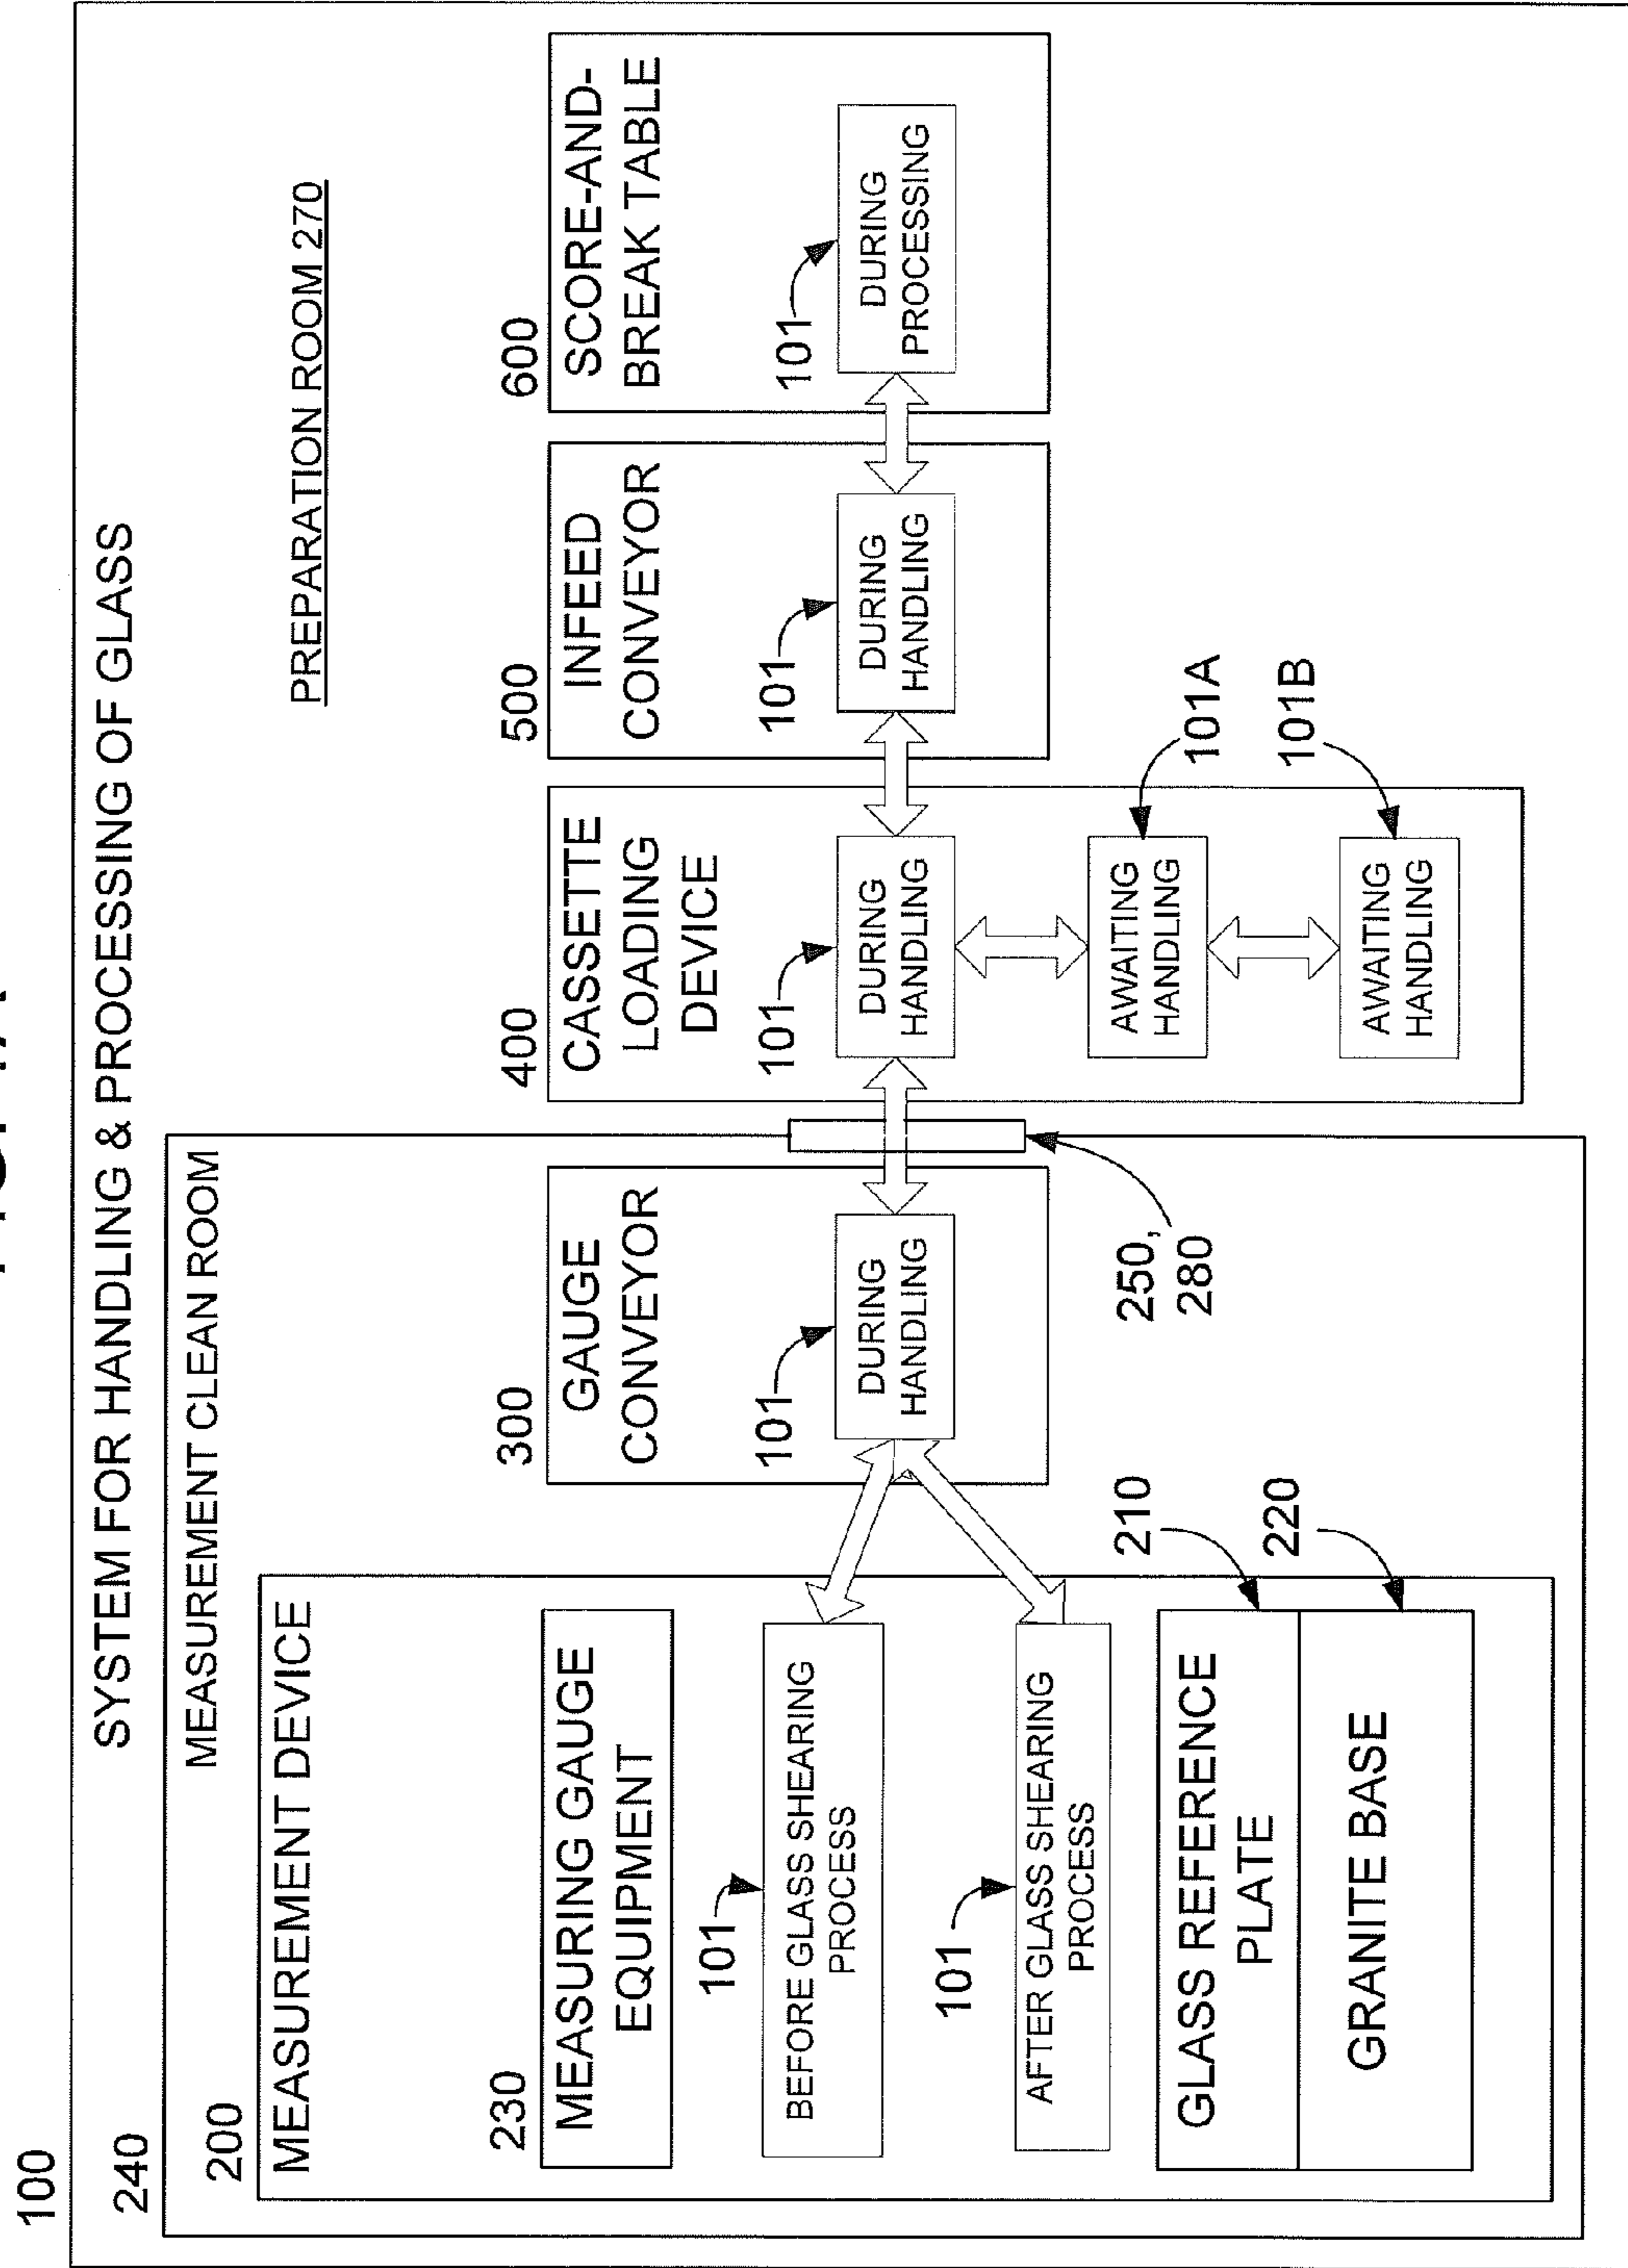 100
SYSTEM FOR HANDLING & PROCESSING OF GLASS
240
MEASUREMENT CLEAN ROOM
PREPARATION ROOM 270
200
MEASUREMENT DEVICE
230
MEASURING GAUGE
EQUIPMENT
101
BEFORE GLASS SHEARING
PROCESS
101
AFTER GLASS SHEARING
PROCESS
210
GLASS REFERENCE
PLATE
220
GRANITE BASE
300
GAUGE
CONVEYOR
101
DURING
HANDLING
250,
280
400
CASSETTE
LOADING
DEVICE
101
DURING
HANDLING
AWAITING
HANDLING
101A
AWAITING
HANDLING
101B
500
INFEED
CONVEYOR
101
DURING
HANDLING
600
SCORE-AND-
BREAK TABLE
101
DURING
PROCESSING